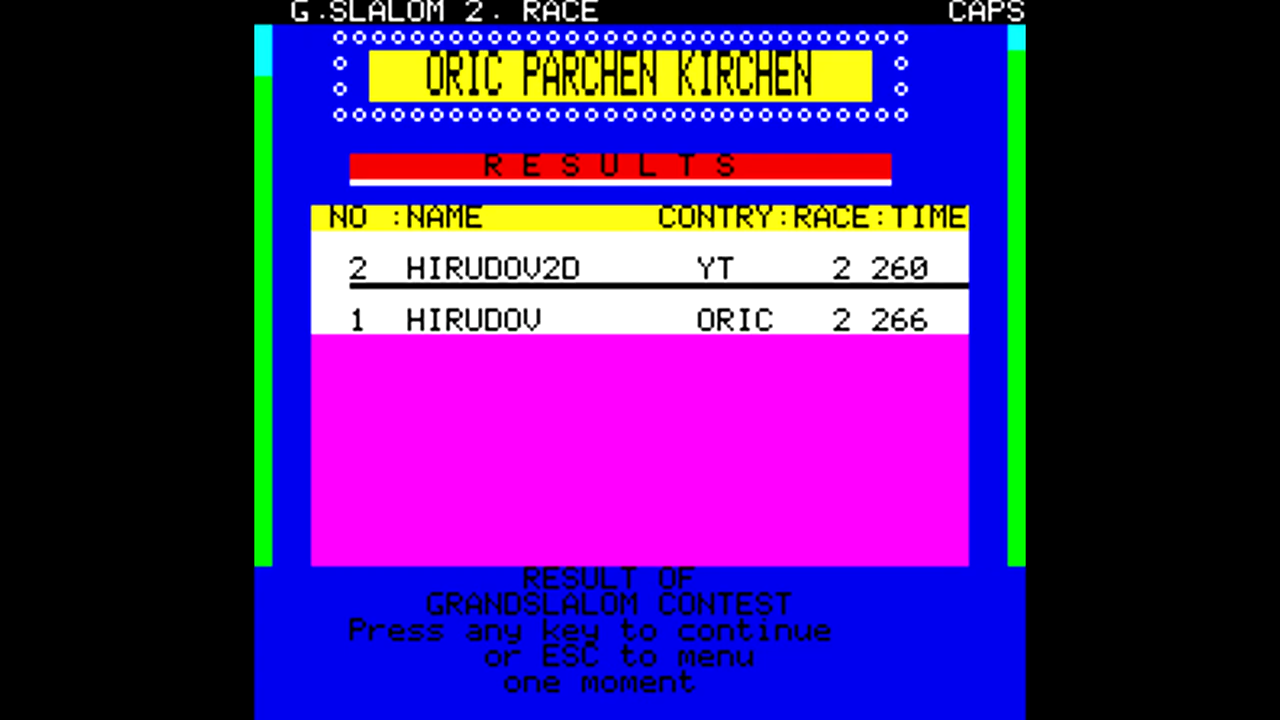 G.SLALOM 2. RACE CAPS
ORIC PARCHEN KIRCHEN
R E S U L T S
NO :NAME CONTRY:RACE:TIME
2 HIRUDOV2D YT 2 260
1 HIRUDOV ORIC 2 266
RESULT OF
GRANDSLALOM CONTEST
Press any key to continue
or ESC to menu
one moment